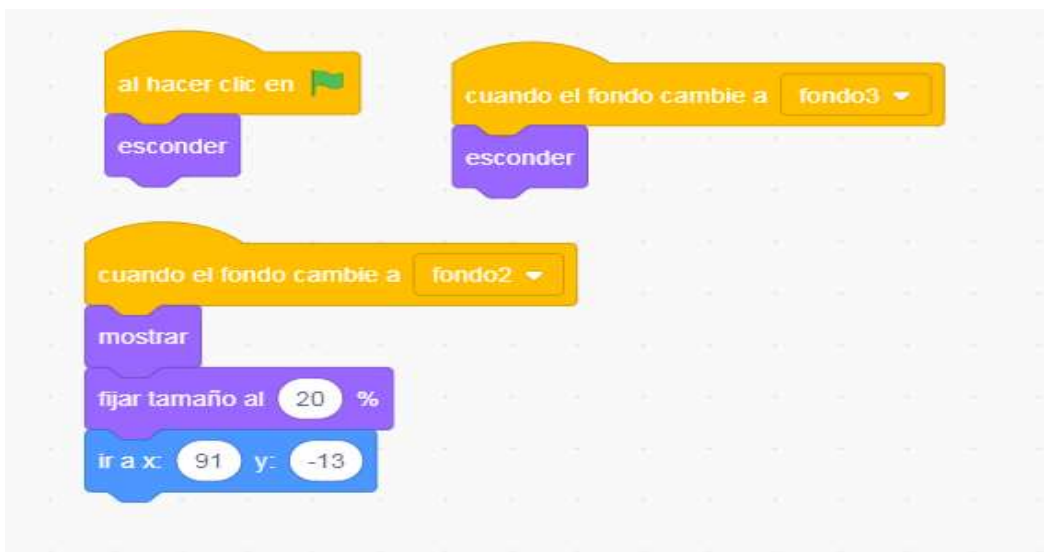 al hacer clic en
esconder
cuando el fondo cambie a fondo3
esconder
cuando el fondo cambie a fondo2
mostrar
fijar tamaño al 20 %
ir a x: 91 y: -13